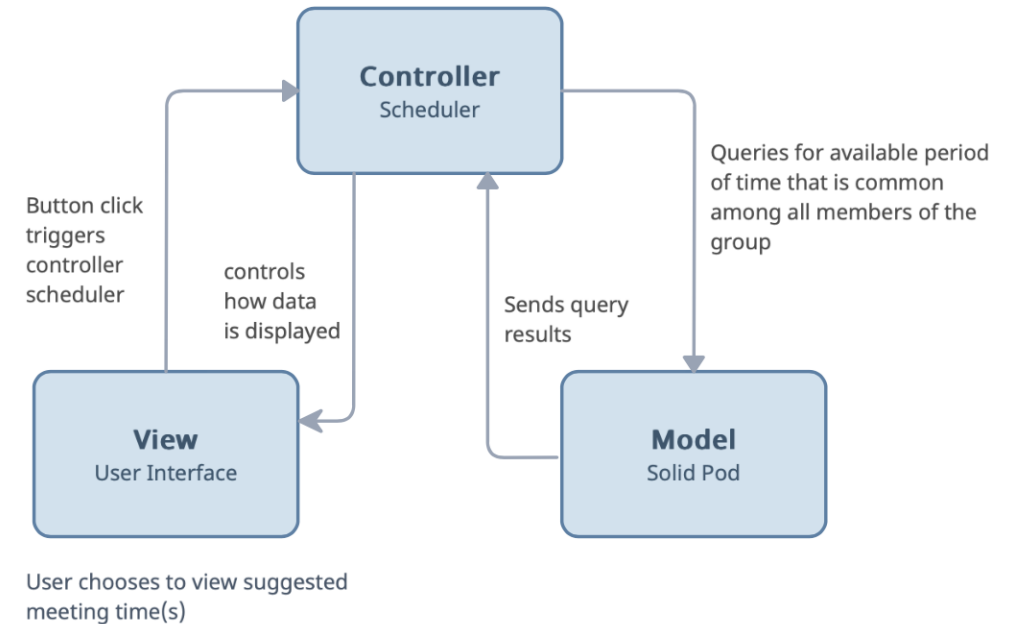 Controller
Scheduler
Queries for available period
of time that is common
among all members of the
group
Button click
triggers
controller
scheduler
controls
how data
is displayed
Sends query
results
View
User Interface
Model
Solid Pod
User chooses to view suggested
meeting time(s)